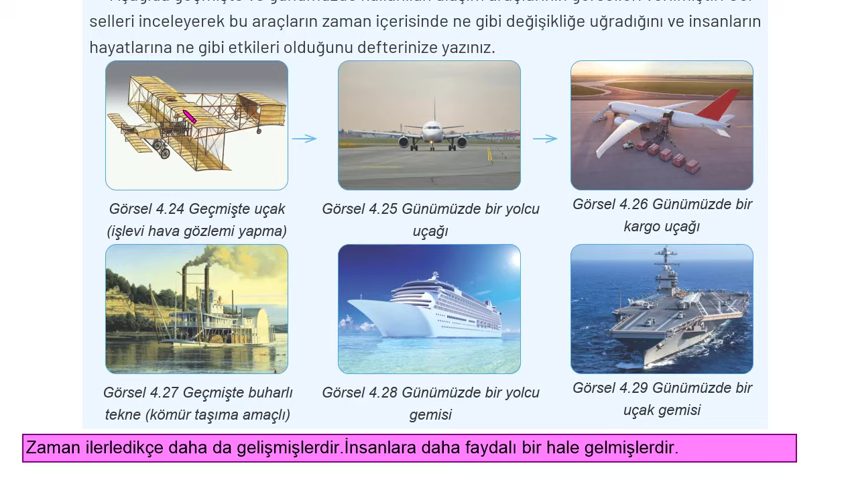 selleri inceleyerek bu araçların zaman içerisinde ne gibi değişikliğe uğradığını ve insanların
hayatlarına ne gibi etkileri olduğunu defterinize yazınız.
Görsel 4.24 Geçmişte uçak
(işlevi hava gözlemi yapma)
Görsel 4.25 Günümüzde bir yolcu
uçağı
Görsel 4.26 Günümüzde bir
kargo uçağı
Görsel 4.27 Geçmişte buharlı
tekne (kömür taşıma amaçlı)
Görsel 4.28 Günümüzde bir yolcu
gemisi
Görsel 4.29 Günümüzde bir
uçak gemisi
Zaman ilerledikçe daha da gelişmişlerdir.İnsanlara daha faydalı bir hale gelmişlerdir.